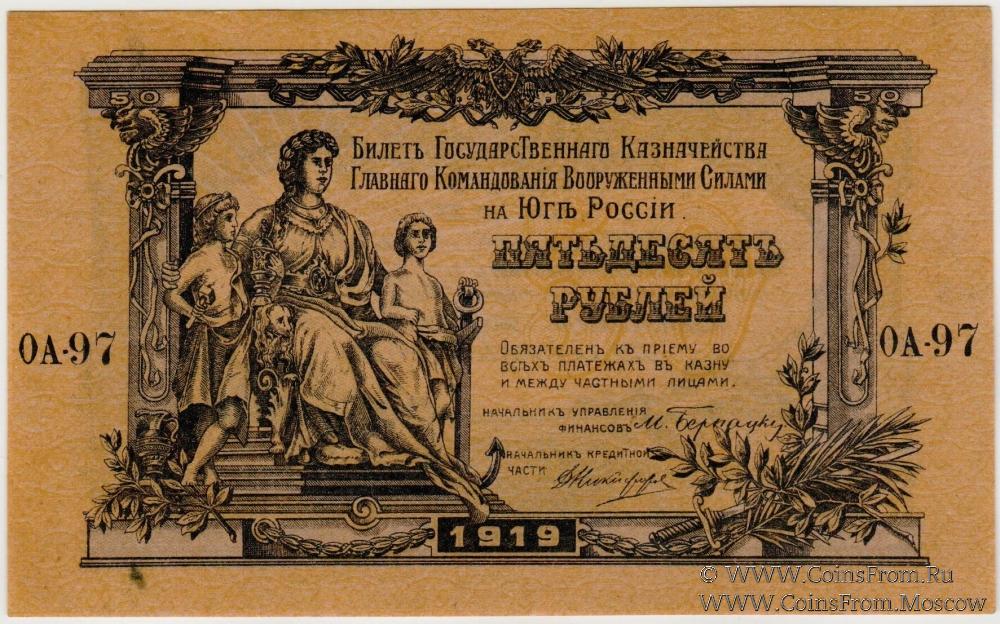 50
50
Билетъ Государственнаго Казначейства
Главнаго Командованія Вооруженными Силами
на Югѣ Россіи.
ПЯТЬДЕСЯТЪ
РУБЛЕЙ
ОА-97
ОА-97
Обязателенъ къ пріему во
всѣхъ платежахъ въ казну
и между частными лицами.
Начальникъ Управленія
Финансовъ М. Бернацкій
Начальникъ Кредитной
Части
1919
© WWW.CoinsFrom.Ru
WWW.CoinsFrom.Moscow